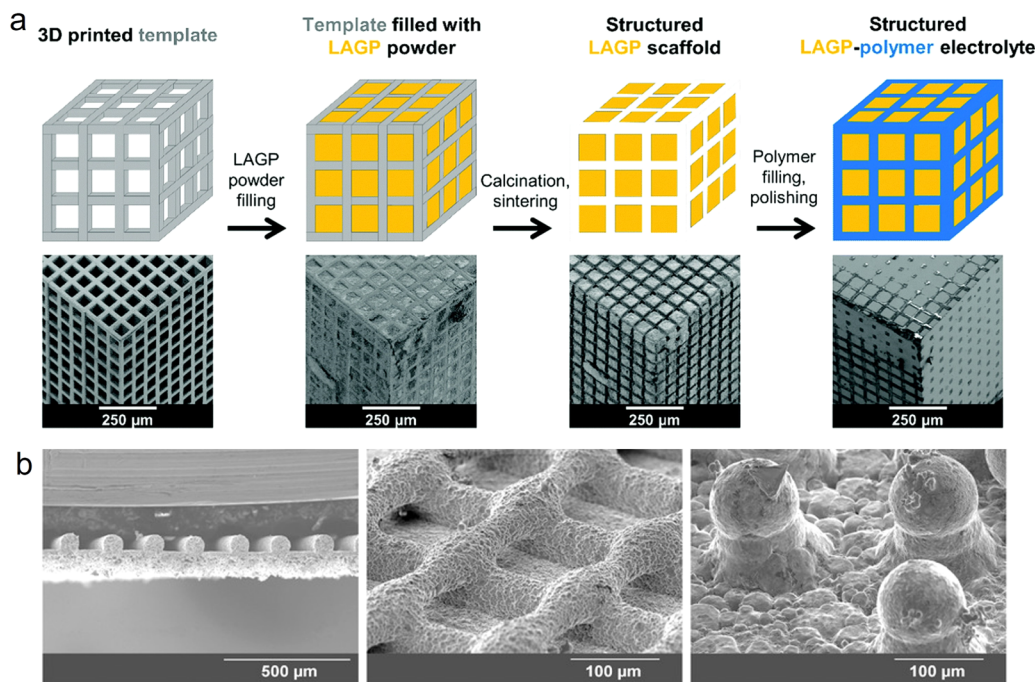 a
3D printed template
Template filled with
LAGP powder
Structured
LAGP scaffold
Structured
LAGP-polymer electrolyte
LAGP
powder
filling
Calcination,
sintering
Polymer
filling,
polishing
250 µm
250 µm
250 µm
250 µm
b
500 µm
100 µm
100 µm